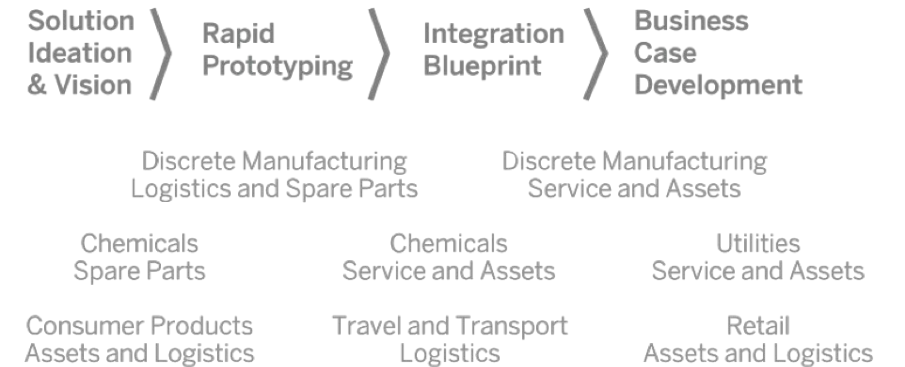 Solution
Ideation
& Vision
Rapid
Prototyping
Integration
Blueprint
Business
Case
Development
Discrete Manufacturing
Logistics and Spare Parts
Discrete Manufacturing
Service and Assets
Chemicals
Spare Parts
Chemicals
Service and Assets
Utilities
Service and Assets
Consumer Products
Assets and Logistics
Travel and Transport
Logistics
Retail
Assets and Logistics